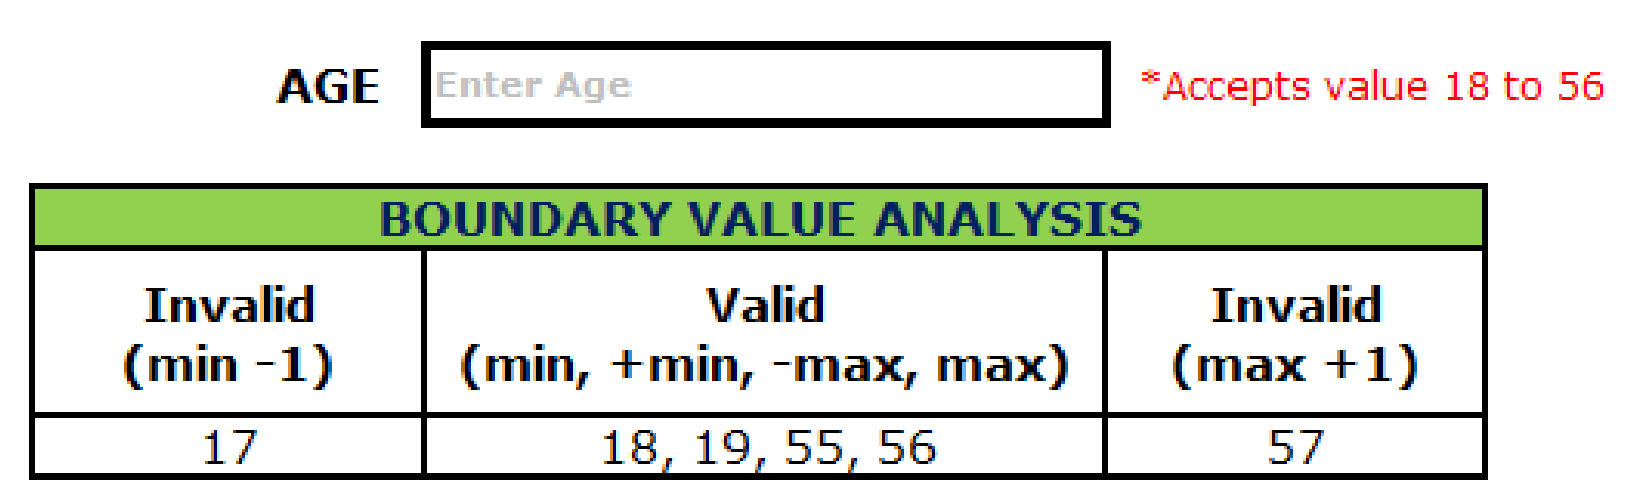 AGE Enter Age *Accepts value 18 to 56
BOUNDARY VALUE ANALYSIS
Invalid (min -1) Valid (min, +min, -max, max) Invalid (max +1)
17 18, 19, 55, 56 57